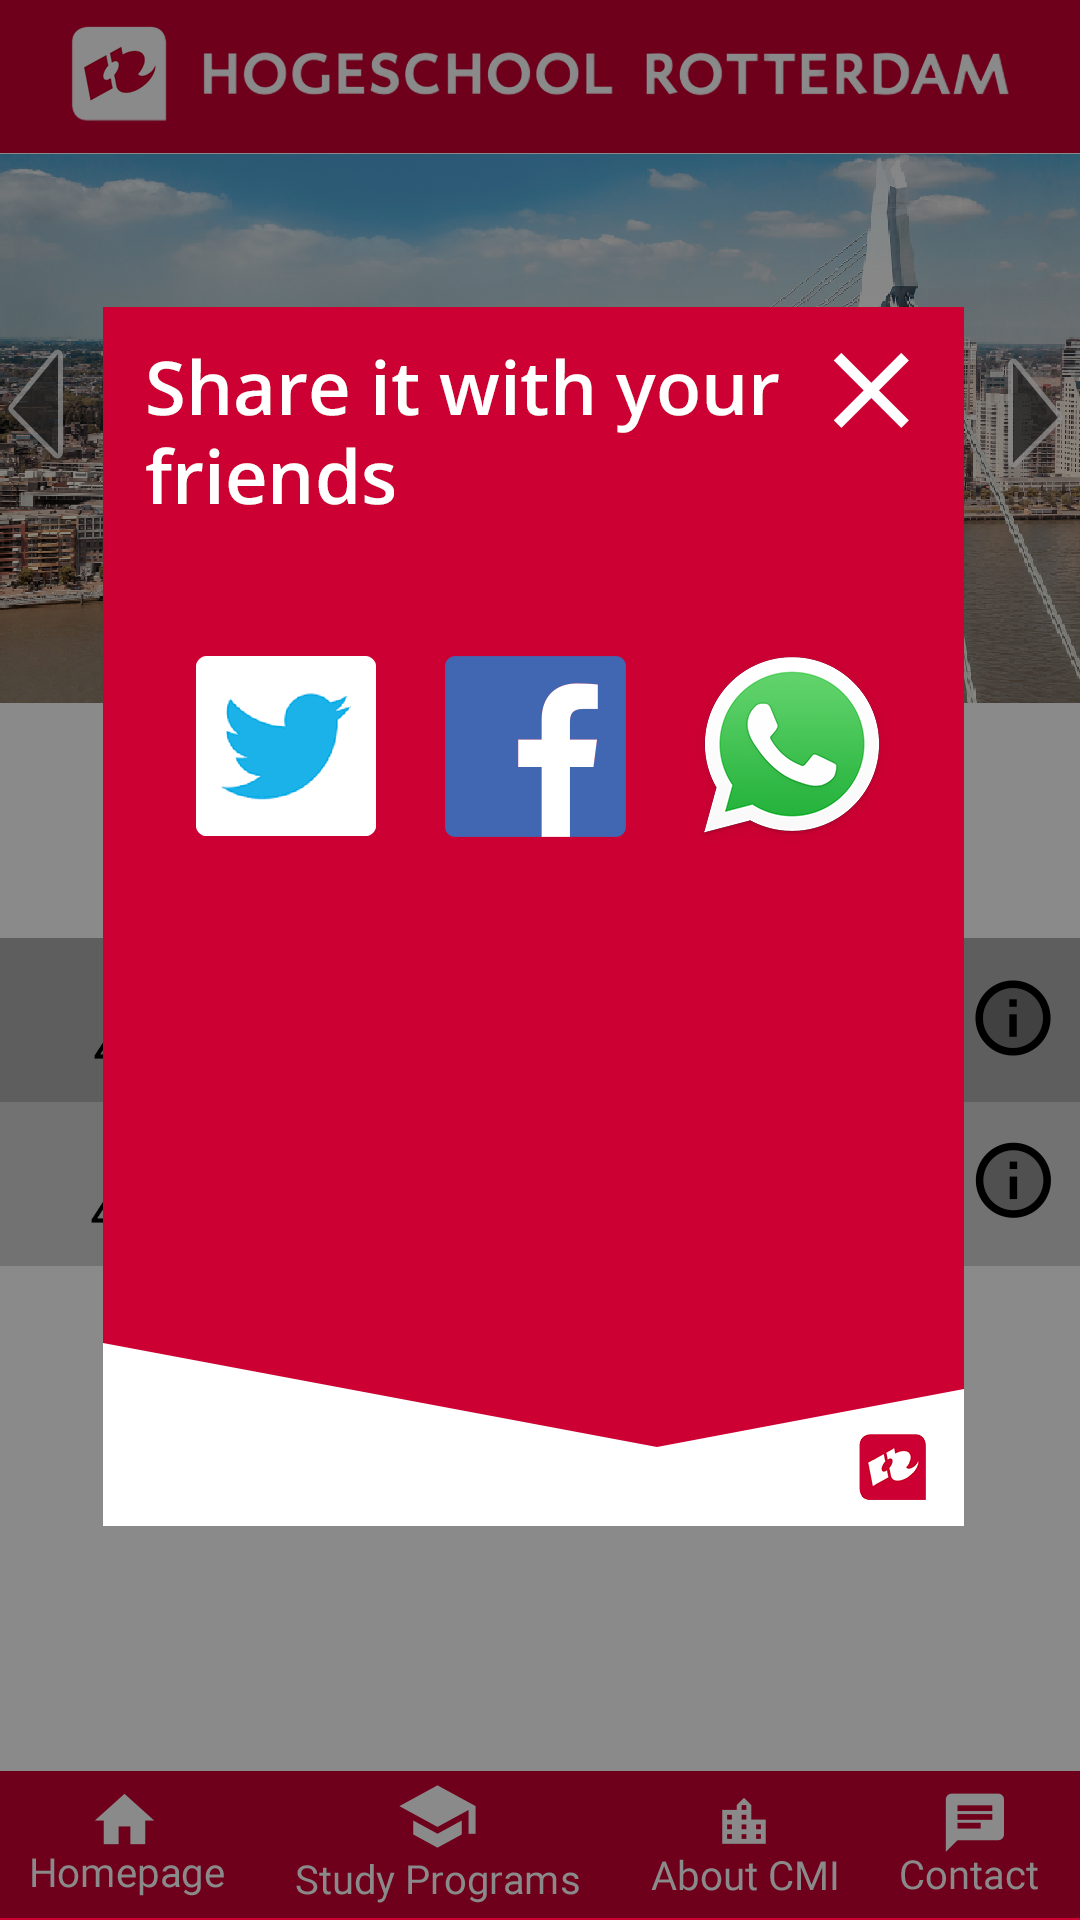 HOGESCHOOL ROTTERDAM
Share it with your
friends
Homepage
Study Programs
About CMI
Contact